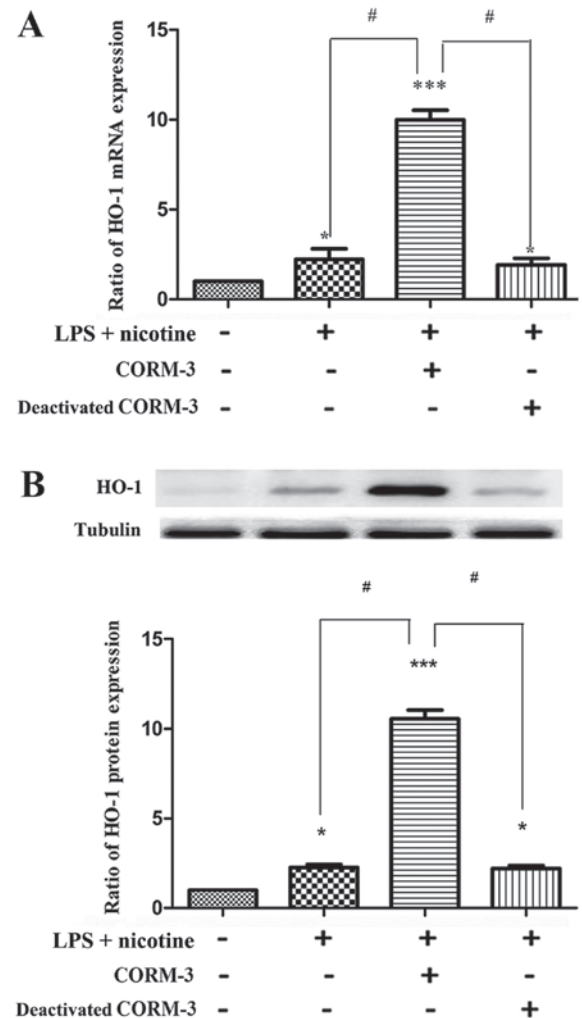 A
Ratio of HO-1 mRNA expression
15
10
5
0
# #
***
* *
LPS + nicotine - + + +
CORM-3 - - + -
Deactivated CORM-3 - - - +
B
HO-1
Tubulin
Ratio of HO-1 protein expression
15
10
5
0
# #
***
* *
LPS + nicotine - + + +
CORM-3 - - + -
Deactivated CORM-3 - - - +